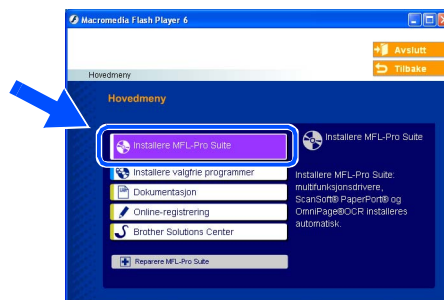 Macromedia Flash Player 6
Avslutt
Tilbake
Hovedmeny
Hovedmeny
Installere MFL-Pro Suite
Installere valgfrie programmer
Dokumentasjon
Online-registrering
Brother Solutions Center
Reparere MFL-Pro Suite
Installere MFL-Pro Suite
Installere MFL-Pro Suite:
multifunksjonsdrivere,
ScanSoft® PaperPort® og
OmniPage®OCR installeres
automatisk.